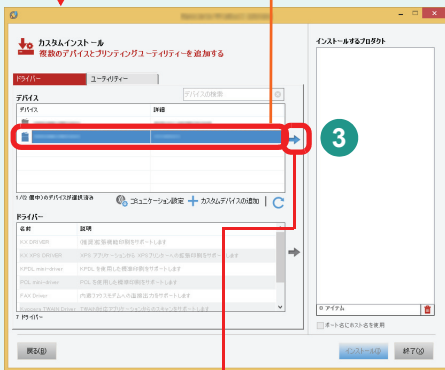 カスタムインストール
複数のデバイスとプリンティングユーティリティーを追加する
インストールするプロダクト
ドライバー
ユーティリティー
デバイス
デバイスの検索
デバイス
詳細
3
選択済み
コミュニケーション設定
カスタムデバイスの追加
ドライバー
名前
説明
KX DRIVER
KX XPS DRIVER
KPDL mini-driver
KPDL を使用した標準印刷をサポートします
PCL mini-driver
PCL を使用した標準印刷をサポートします
FAX Driver
Kyocera TWAIN Driver
7 ドライバー
0 アイテム
ポート名にホスト名を使用
戻る(B)
インストール(I)
終了(X)